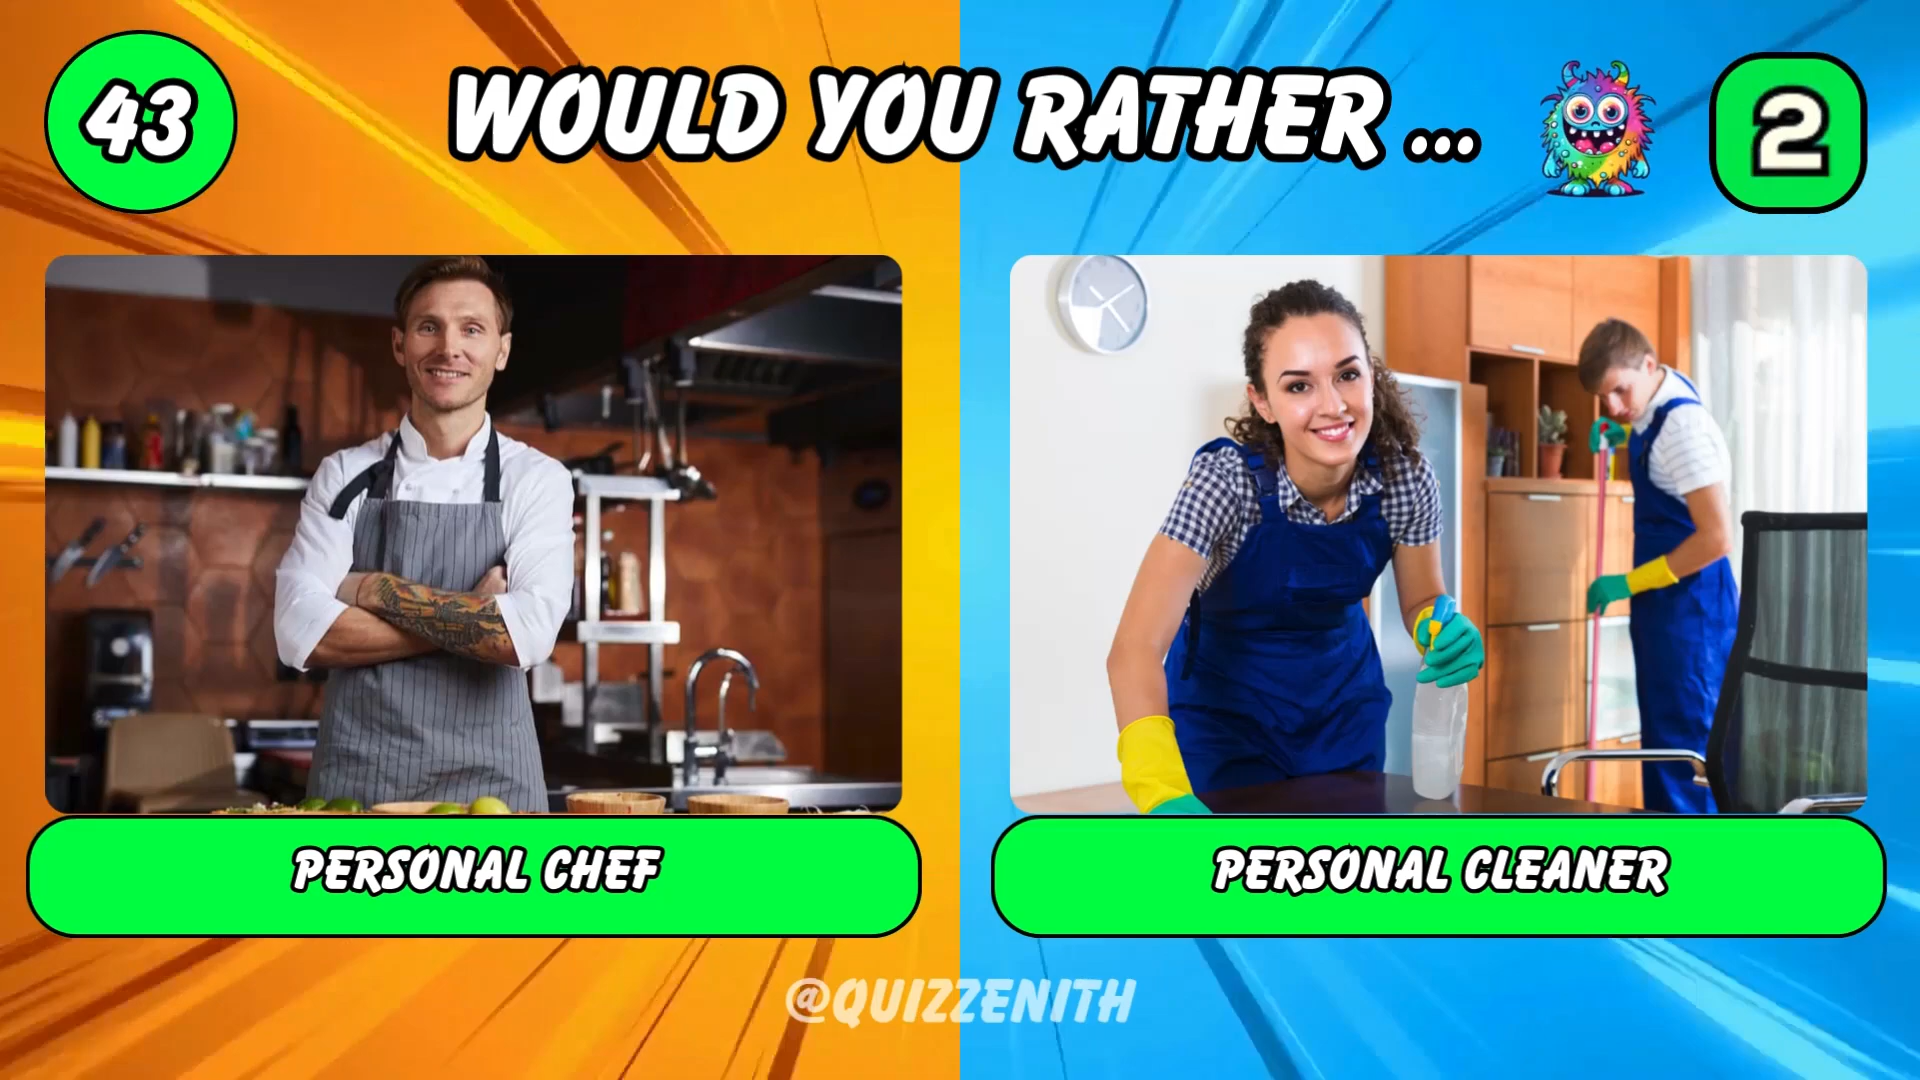 43
WOULD YOU RATHER ...
2
PERSONAL CHEF
PERSONAL CLEANER
@QUIZZENITH